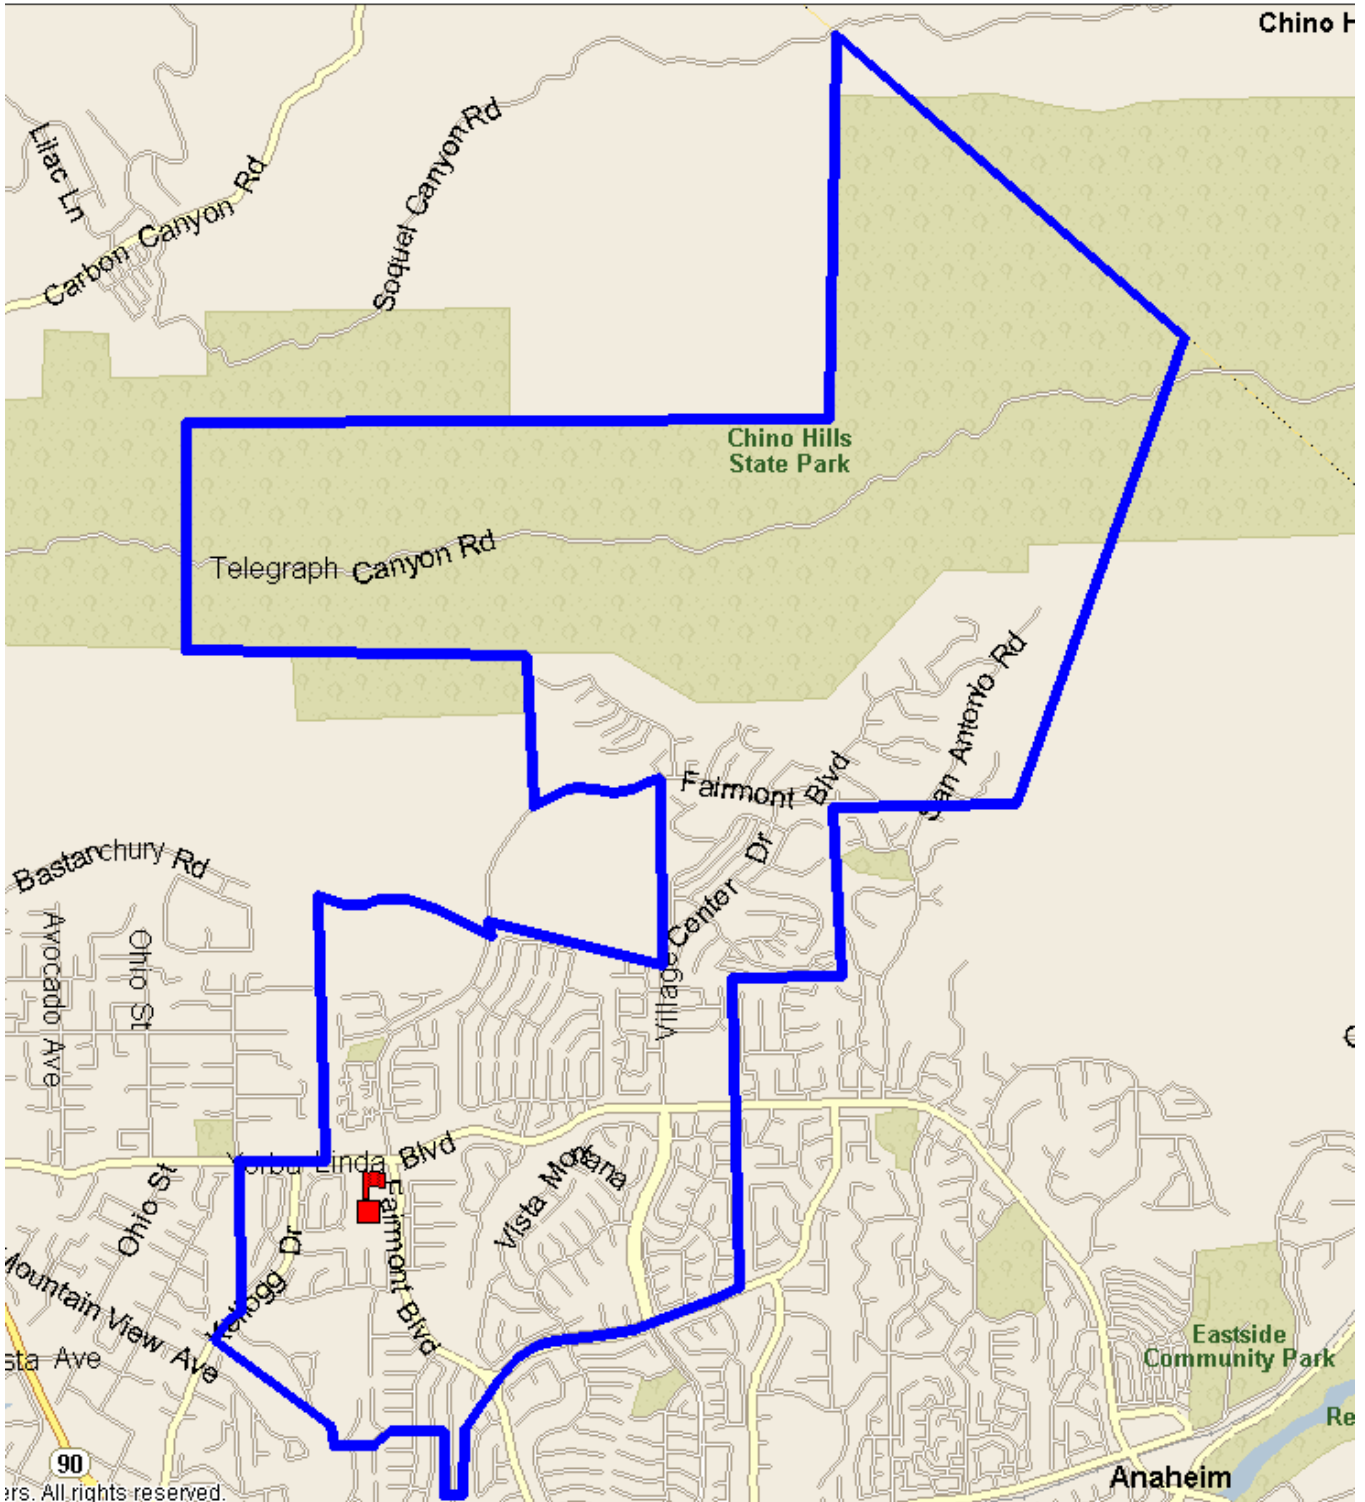 Chino H
Lilac Ln
Carbon Canyon Rd
Soquel Canyon Rd
Chino Hills
State Park
Telegraph Canyon Rd
San Antonio Rd
Fairmont Blvd
Bastanchury Rd
Village Center Dr
Avocado Ave
Ohio St
Yorba Linda Blvd
Ohio St
Vista Montana
Fairmont Blvd
Kellogg Dr
Mountain View Ave
sta Ave
Eastside
Community Park
Re
90
Anaheim
ers. All rights reserved.